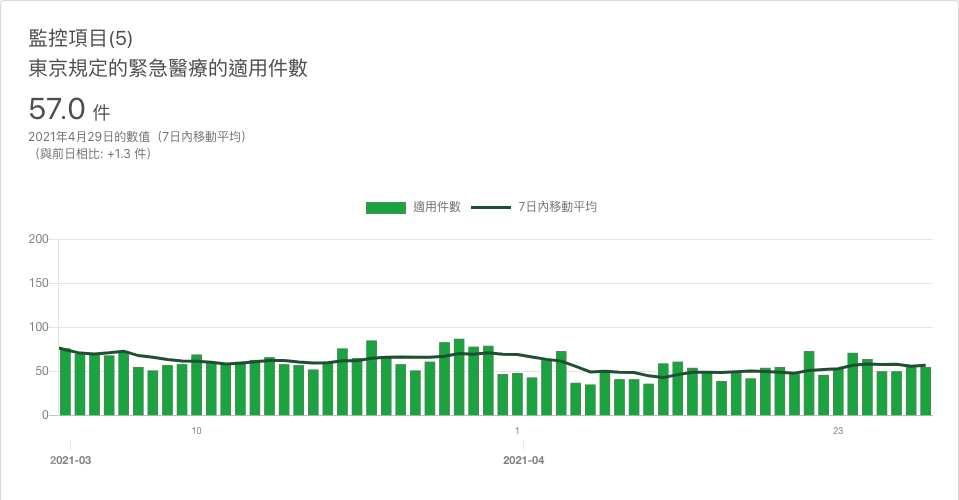 監控項目(5)
東京規定的緊急醫療的適用件數
57.0 件
2021年4月29日的數值（7日內移動平均）
（與前日相比: +1.3 件）
適用件數 7日內移動平均
200
150
100
50
0
10 1 23
2021-03 2021-04